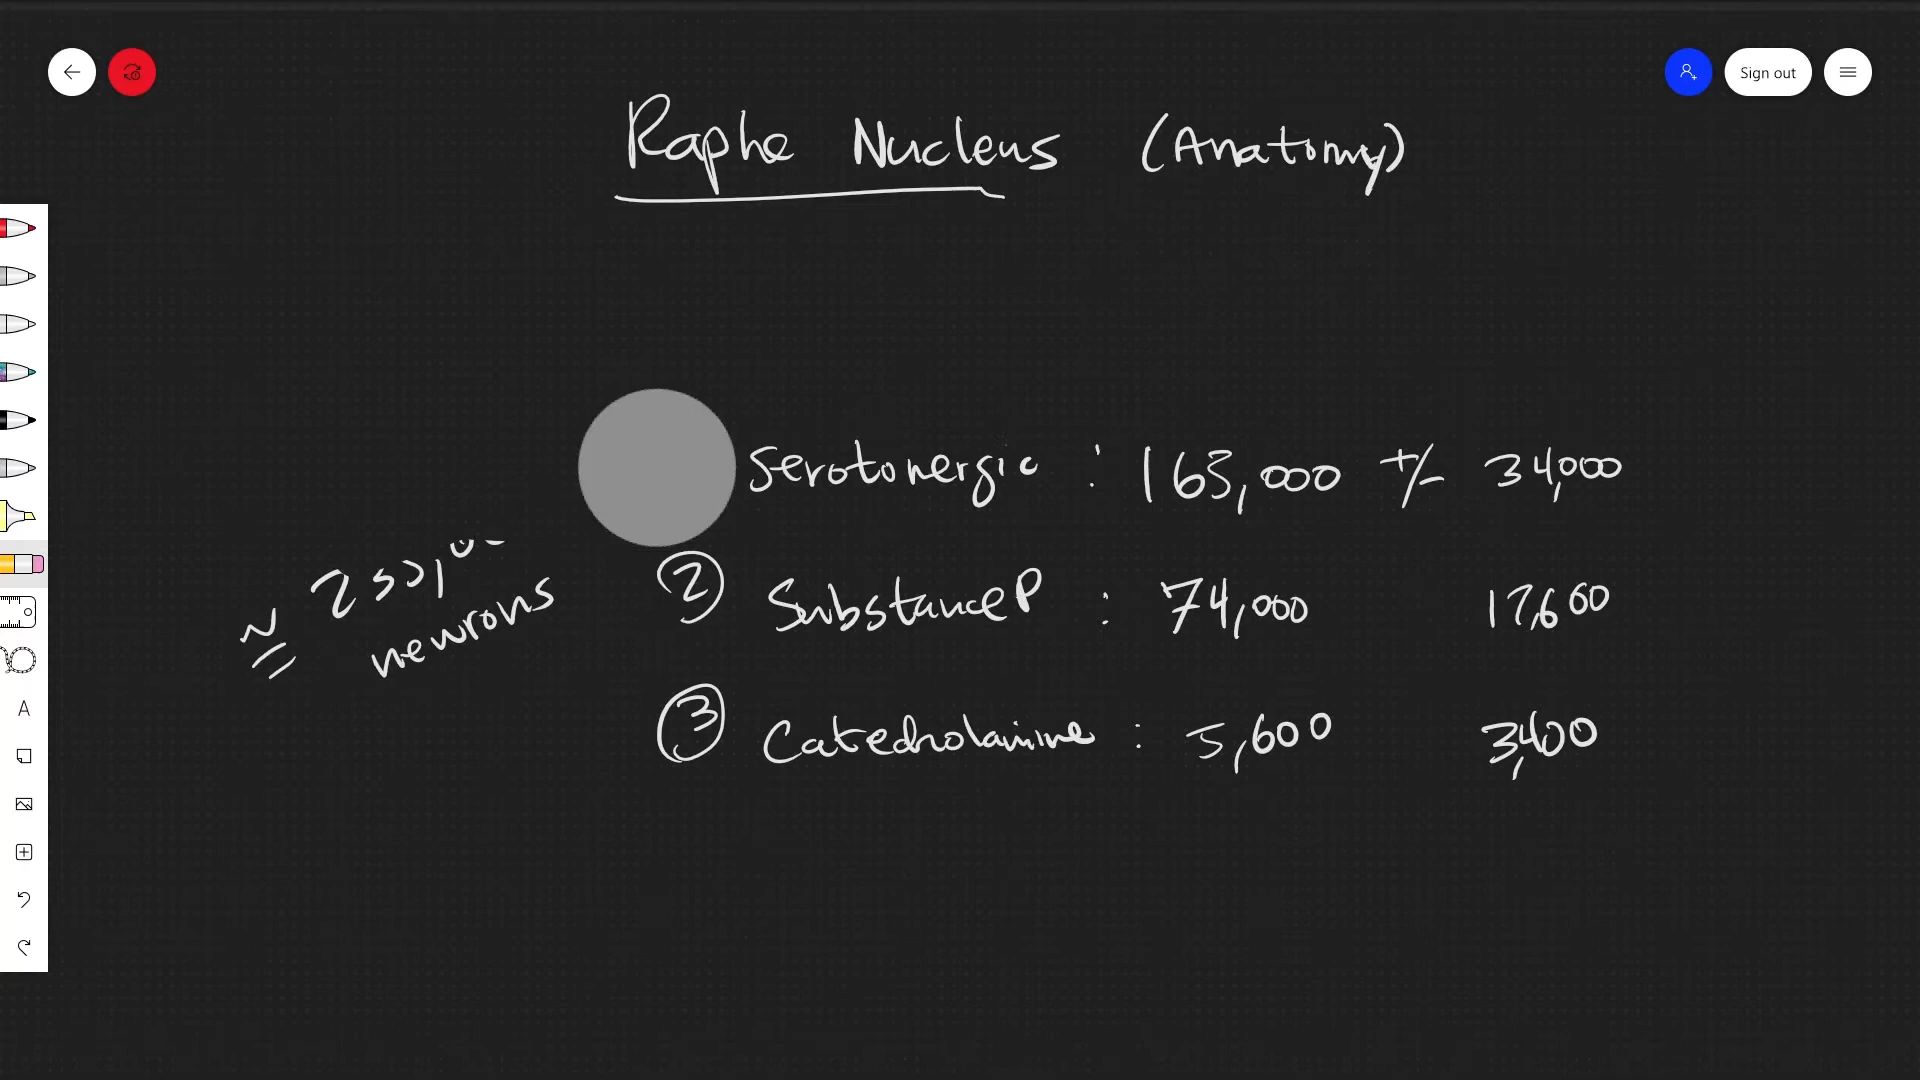 Sign out
Raphe Nucleus (Anatomy)
Serotonergic : 165,000 +/- 34,000
② Substance P : 74,000 17,600
≈
neurons
③ Catecholamine : 5,600 3,400
A